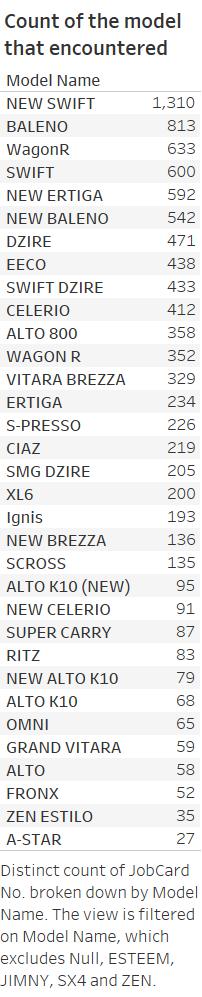 Count of the model
that encountered
Model Name
NEW SWIFT 1,310
BALENO 813
WagonR 633
SWIFT 600
NEW ERTIGA 592
NEW BALENO 542
DZIRE 471
EECO 438
SWIFT DZIRE 433
CELERIO 412
ALTO 800 358
WAGON R 352
VITARA BREZZA 329
ERTIGA 234
S-PRESSO 226
CIAZ 219
SMG DZIRE 205
XL6 200
Ignis 193
NEW BREZZA 136
SCROSS 135
ALTO K10 (NEW) 95
NEW CELERIO 91
SUPER CARRY 87
RITZ 83
NEW ALTO K10 79
ALTO K10 68
OMNI 65
GRAND VITARA 59
ALTO 58
FRONX 52
ZEN ESTILO 35
A-STAR 27
Distinct count of JobCard
No. broken down by Model
Name. The view is filtered
on Model Name, which
excludes Null, ESTEEM,
JIMNY, SX4 and ZEN.